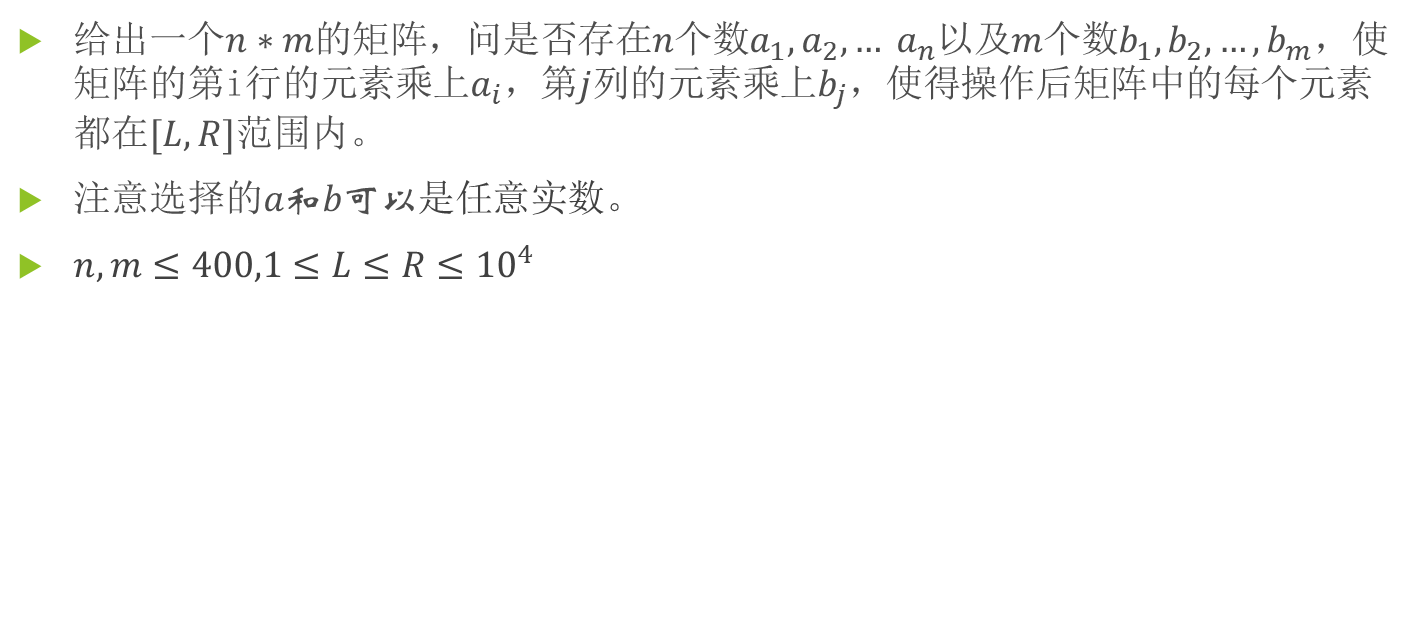 给出一个n ∗ m的矩阵，问是否存在n个数a₁, a₂, … aₙ以及m个数b₁, b₂, …, bₘ，使
矩阵的第i行的元素乘上aᵢ，第j列的元素乘上bⱼ，使得操作后矩阵中的每个元素
都在[L, R]范围内。
注意选择的a和b可以是任意实数。
n, m ≤ 400,1 ≤ L ≤ R ≤ 10⁴